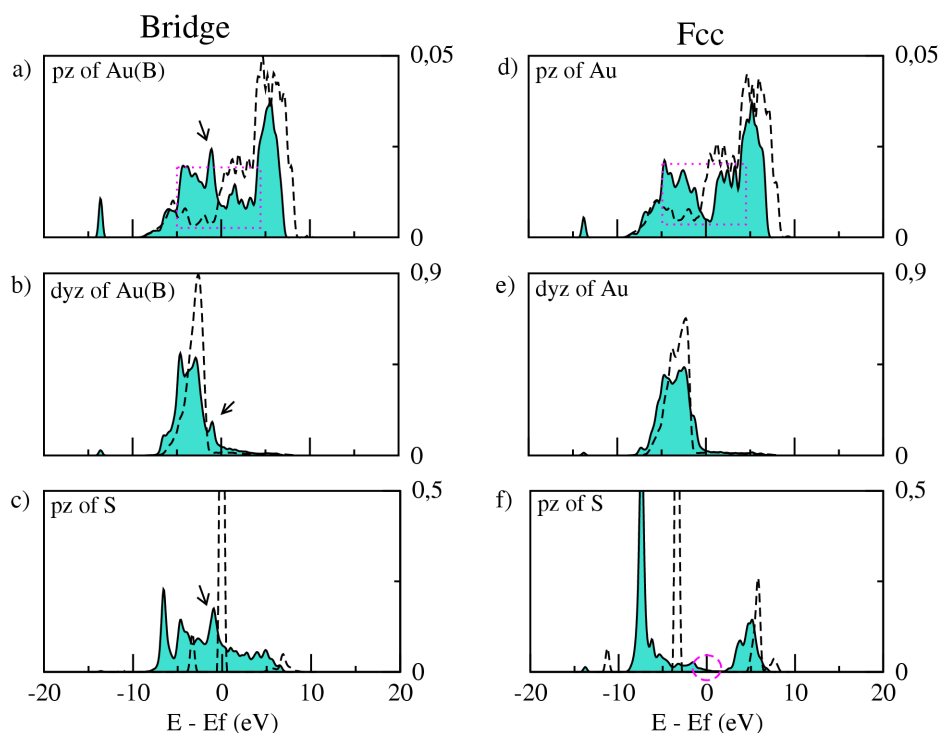 Bridge
Fcc
a)
pz of Au(B)
0,05
0
d)
pz of Au
0,05
0
b)
dyz of Au(B)
0,9
0
e)
dyz of Au
0,9
0
c)
pz of S
0,5
0
f)
pz of S
0,5
0
-20 -10 0 10 20
-20 -10 0 10 20
E - Ef (eV)
E - Ef (eV)